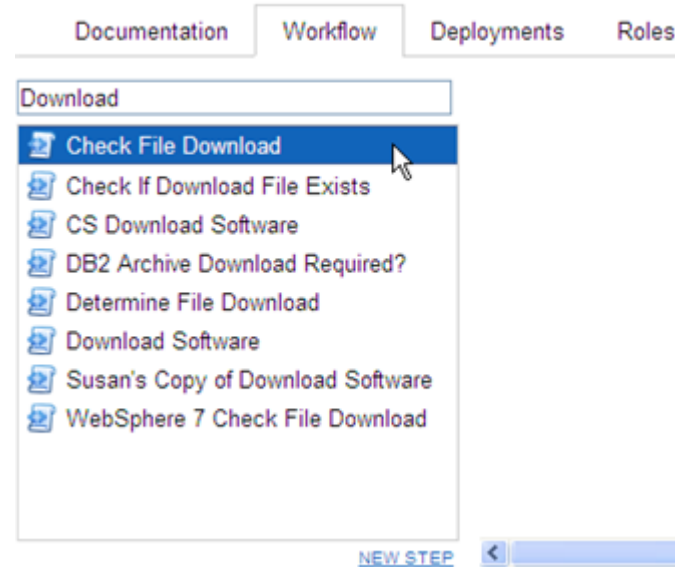 Documentation Workflow Deployments Roles
Download
Check File Download
Check If Download File Exists
CS Download Software
DB2 Archive Download Required?
Determine File Download
Download Software
Susan's Copy of Download Software
WebSphere 7 Check File Download
NEW STEP